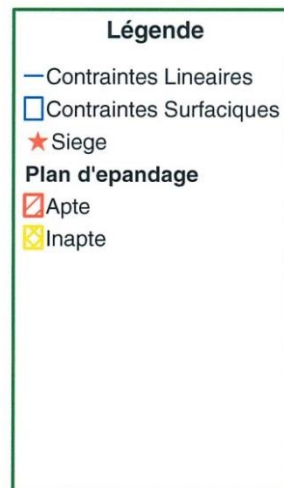 Légende
Contraintes Lineaires
Contraintes Surfaciques
Siege
Plan d'epandage
Apte
Inapte